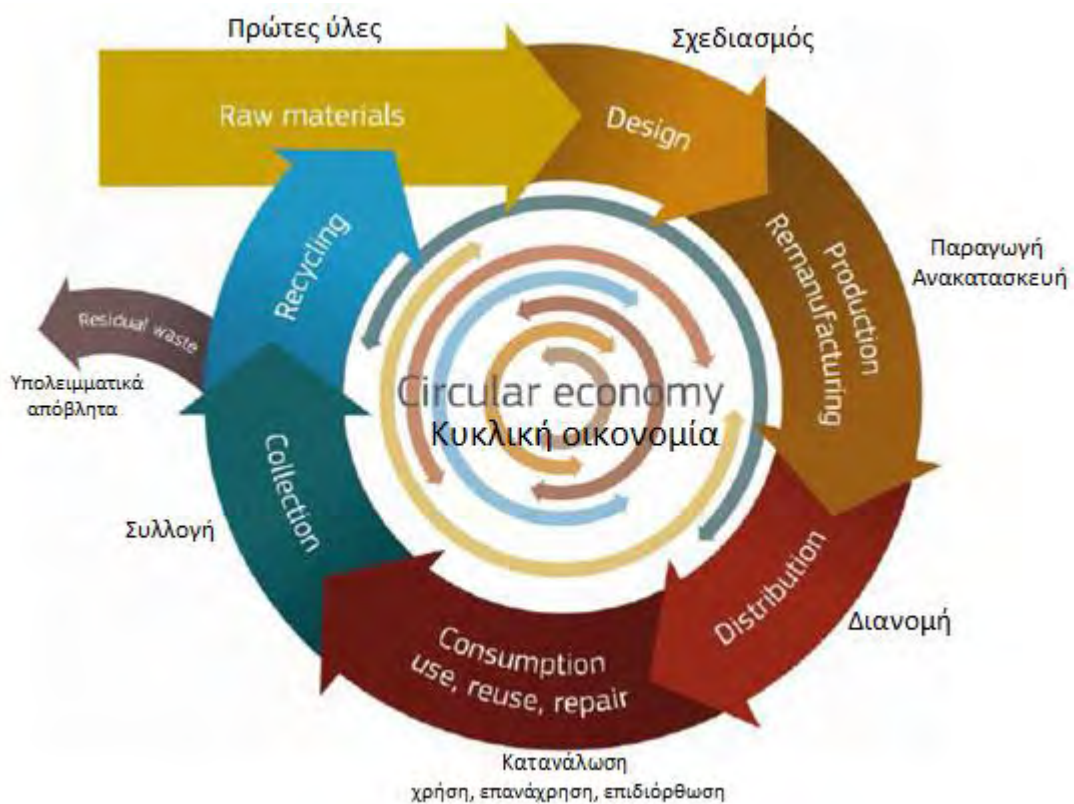 Πρώτες ύλες
Raw materials
Σχεδιασμός
Design
Production
Remanufacturing
Παραγωγή
Ανακατασκευή
Distribution
Διανομή
Consumption
use, reuse, repair
Κατανάλωση
χρήση, επανάχρηση, επιδιόρθωση
Collection
Συλλογή
Recycling
Residual waste
Υπολειμματικά
απόβλητα
Circular economy
Κυκλική οικονομία